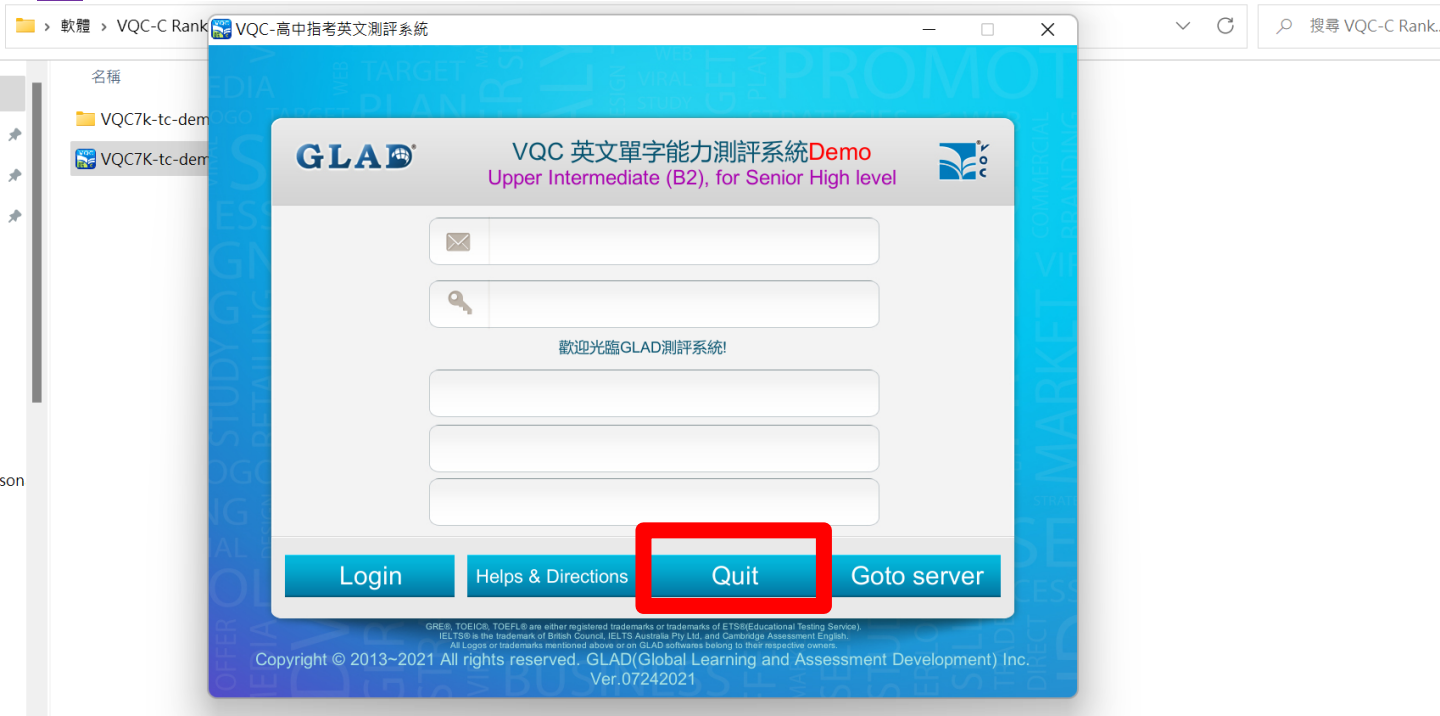 軟體 > VQC-C Rank
VQC-高中指考英文測評系統
搜尋 VQC-C Rank...
名稱
VQC7k-tc-dem
VQC7K-tc-dem
son
GLAD
VQC 英文單字能力測評系統Demo
Upper Intermediate (B2), for Senior High level
VQC
歡迎光臨GLAD測評系統!
Login
Helps & Directions
Quit
Goto server
GRE®, TOEIC®, TOEFL® are either registered trademarks or trademarks of ETS®(Educational Testing Service).
IELTS® is the trademark of British Council, IELTS Australia Pty Ltd, and Cambridge Assessment English.
All Logos or trademarks mentioned above or on GLAD softwares belong to their respective owners.
Copyright © 2013~2021 All rights reserved. GLAD(Global Learning and Assessment Development) Inc.
Ver.07242021